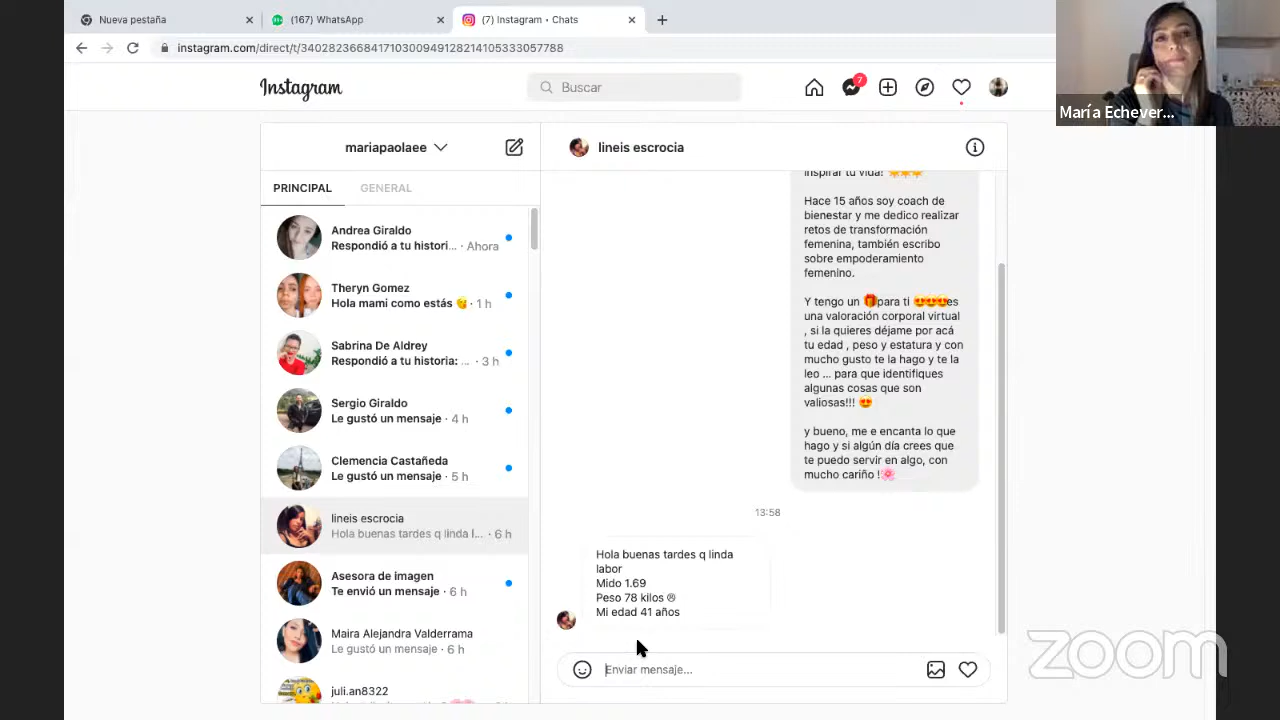 Nueva pestaña
(167) WhatsApp
(7) Instagram • Chats
instagram.com/direct/t/340282366841710300949128214105333057788
María Echever...
Instagram
Buscar
7
mariapaolaee
lineis escrocia
PRINCIPAL
GENERAL
Andrea Giraldo
Respondió a tu histori... · Ahora
Theryn Gomez
Hola mami como estás 😘 · 1 h
Sabrina De Aldrey
Respondió a tu historia: ... · 3 h
Sergio Giraldo
Le gustó un mensaje · 4 h
Clemencia Castañeda
Le gustó un mensaje · 5 h
lineis escrocia
Hola buenas tardes q linda l... · 6 h
Asesora de imagen
Te envió un mensaje · 6 h
Maira Alejandra Valderrama
Le gustó un mensaje · 6 h
juli.an8322
inspirar tu vida! ☀️☀️☀️
Hace 15 años soy coach de
bienestar y me dedico realizar
retos de transformación
femenina, también escribo
sobre empoderamiento
femenino.
Y tengo un 🎁para ti 😍😍😍es
una valoración corporal virtual
, si la quieres déjame por acá
tu edad , peso y estatura y con
mucho gusto te la hago y te la
leo ... para que identifiques
algunas cosas que son
valiosas!!! 😍
y bueno, me e encanta lo que
hago y si algún día crees que
te puedo servir en algo, con
mucho cariño !🌸
13:58
Hola buenas tardes q linda
labor
Mido 1.69
Peso 78 kilos ☹
Mi edad 41 años
Enviar mensaje...
zoom